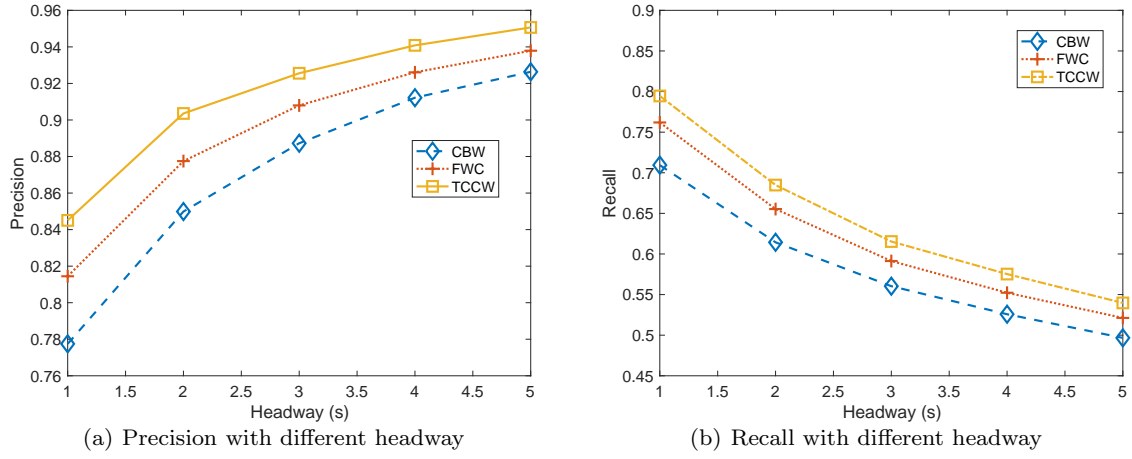 0.96
0.94
0.92
0.9
0.88
0.86
0.84
0.82
0.8
0.78
0.76
Precision
CBW
FWC
TCCW
1 1.5 2 2.5 3 3.5 4 4.5 5
Headway (s)
(a) Precision with different headway
0.9
0.85
0.8
0.75
0.7
0.65
0.6
0.55
0.5
0.45
Recall
CBW
FWC
TCCW
1 1.5 2 2.5 3 3.5 4 4.5 5
Headway (s)
(b) Recall with different headway